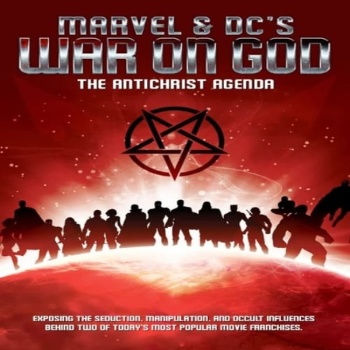 MARVEL & DC'S
WAR ON GOD
THE ANTICHRIST AGENDA
EXPOSING THE SEDUCTION, MANIPULATION, AND OCCULT INFLUENCES
BEHIND TWO OF TODAY'S MOST POPULAR MOVIE FRANCHISES.